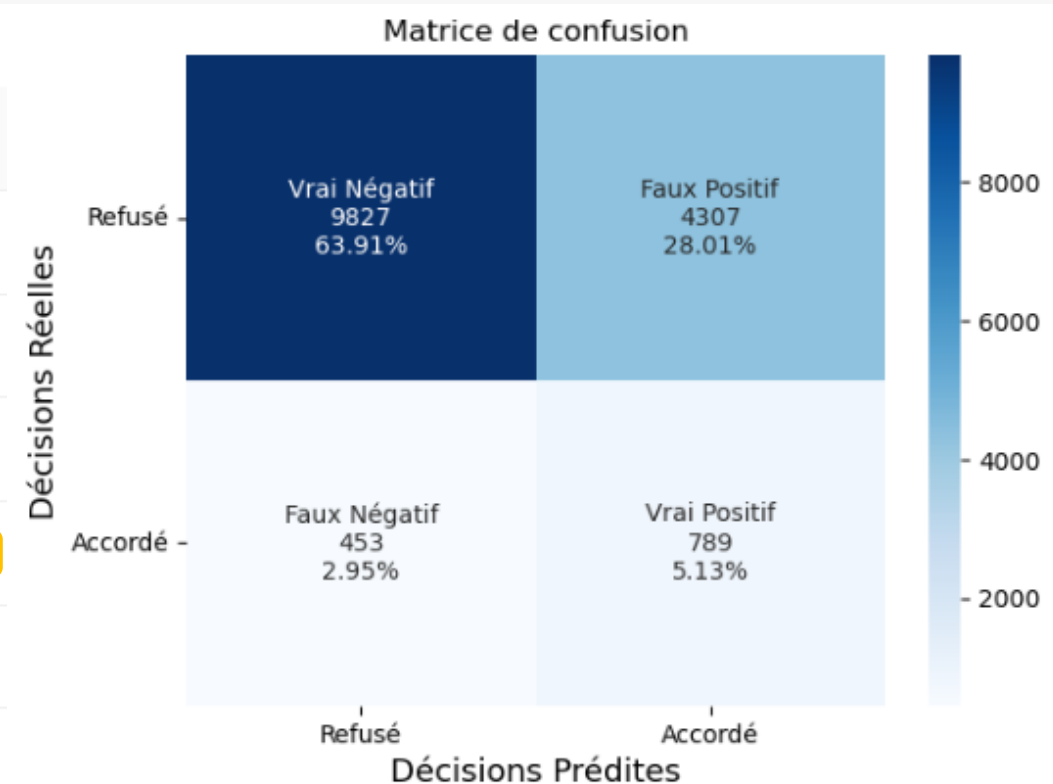 Matrice de confusion
Décisions Réelles
Refusé
Vrai Négatif
9827
63.91%
Faux Positif
4307
28.01%
Accordé
Faux Négatif
453
2.95%
Vrai Positif
789
5.13%
Refusé
Accordé
Décisions Prédites
8000
6000
4000
2000